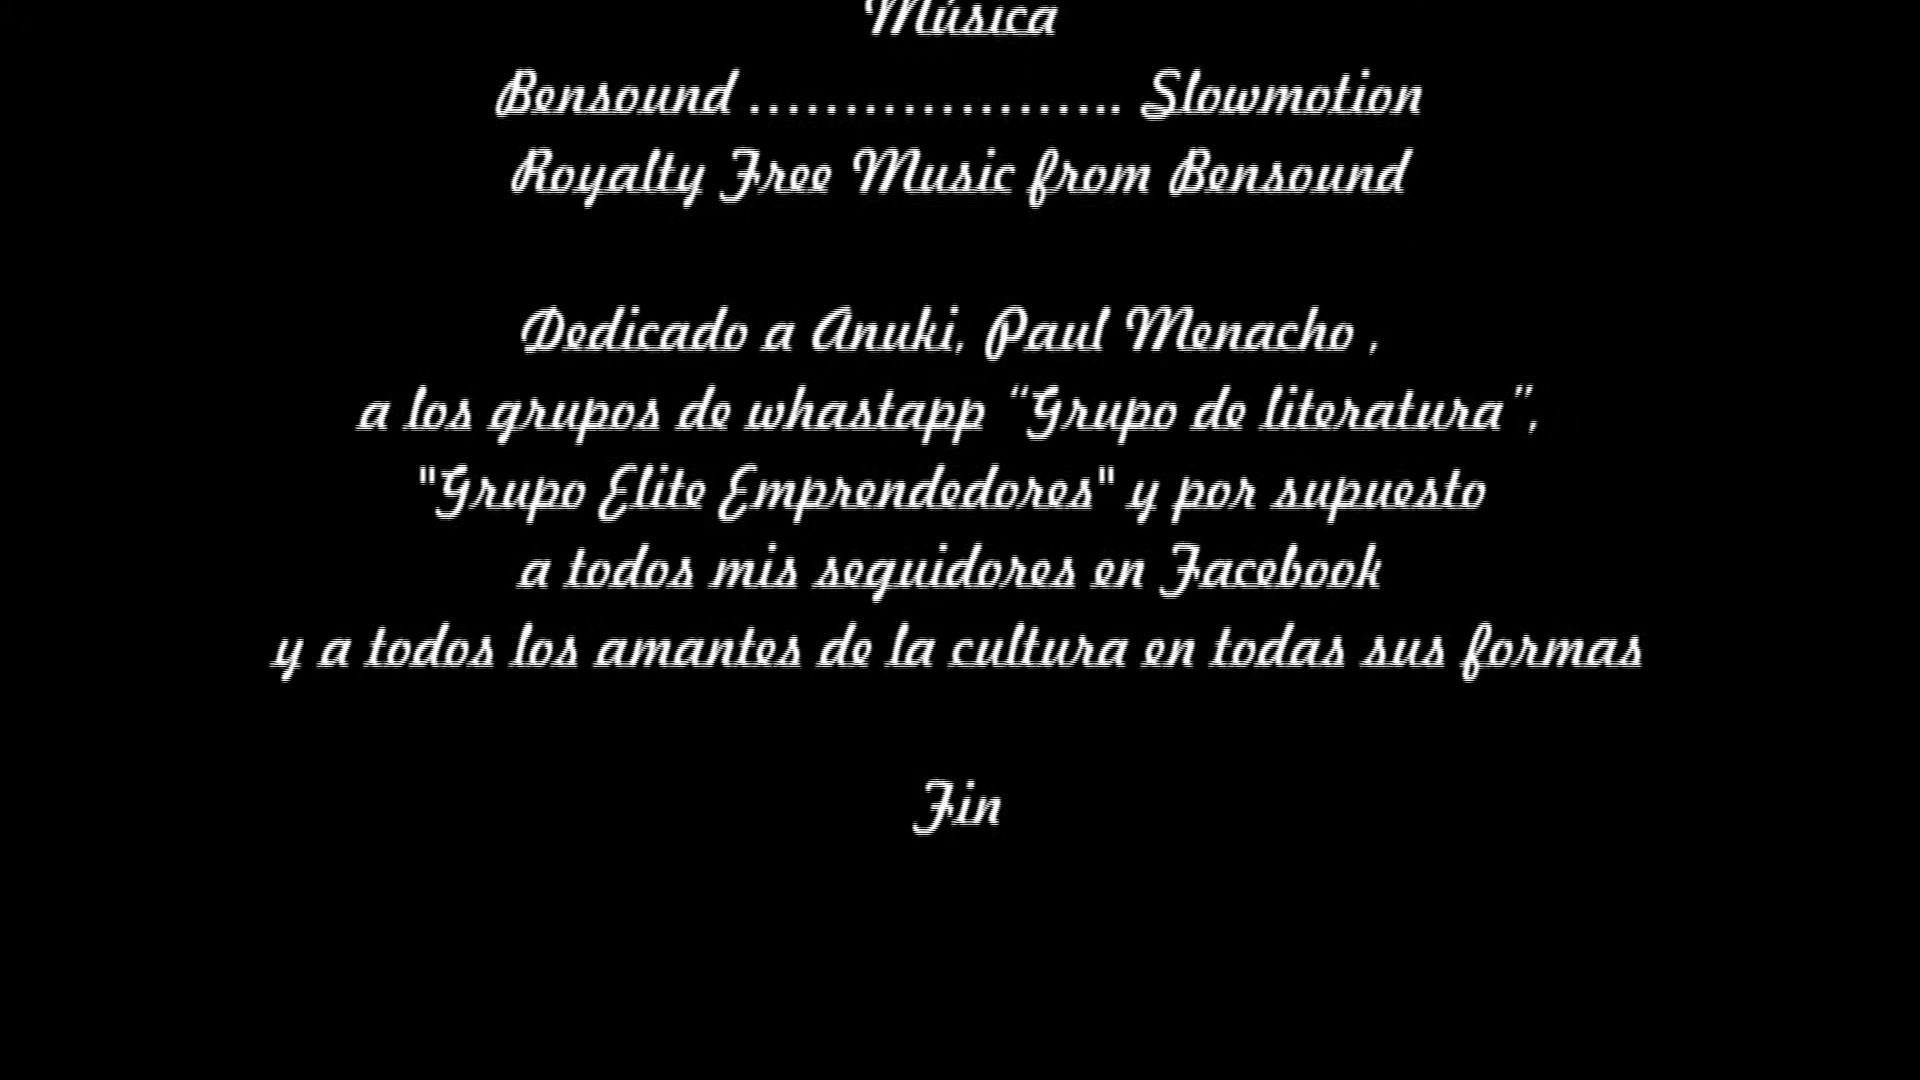 Música
Bensound ..................... Slowmotion
Royalty Free Music from Bensound
Dedicado a Anuki, Paul Menacho ,
a los grupos de whastapp “Grupo de literatura”,
"Grupo Elite Emprendedores" y por supuesto
a todos mis seguidores en Facebook
y a todos los amantes de la cultura en todas sus formas
Fin